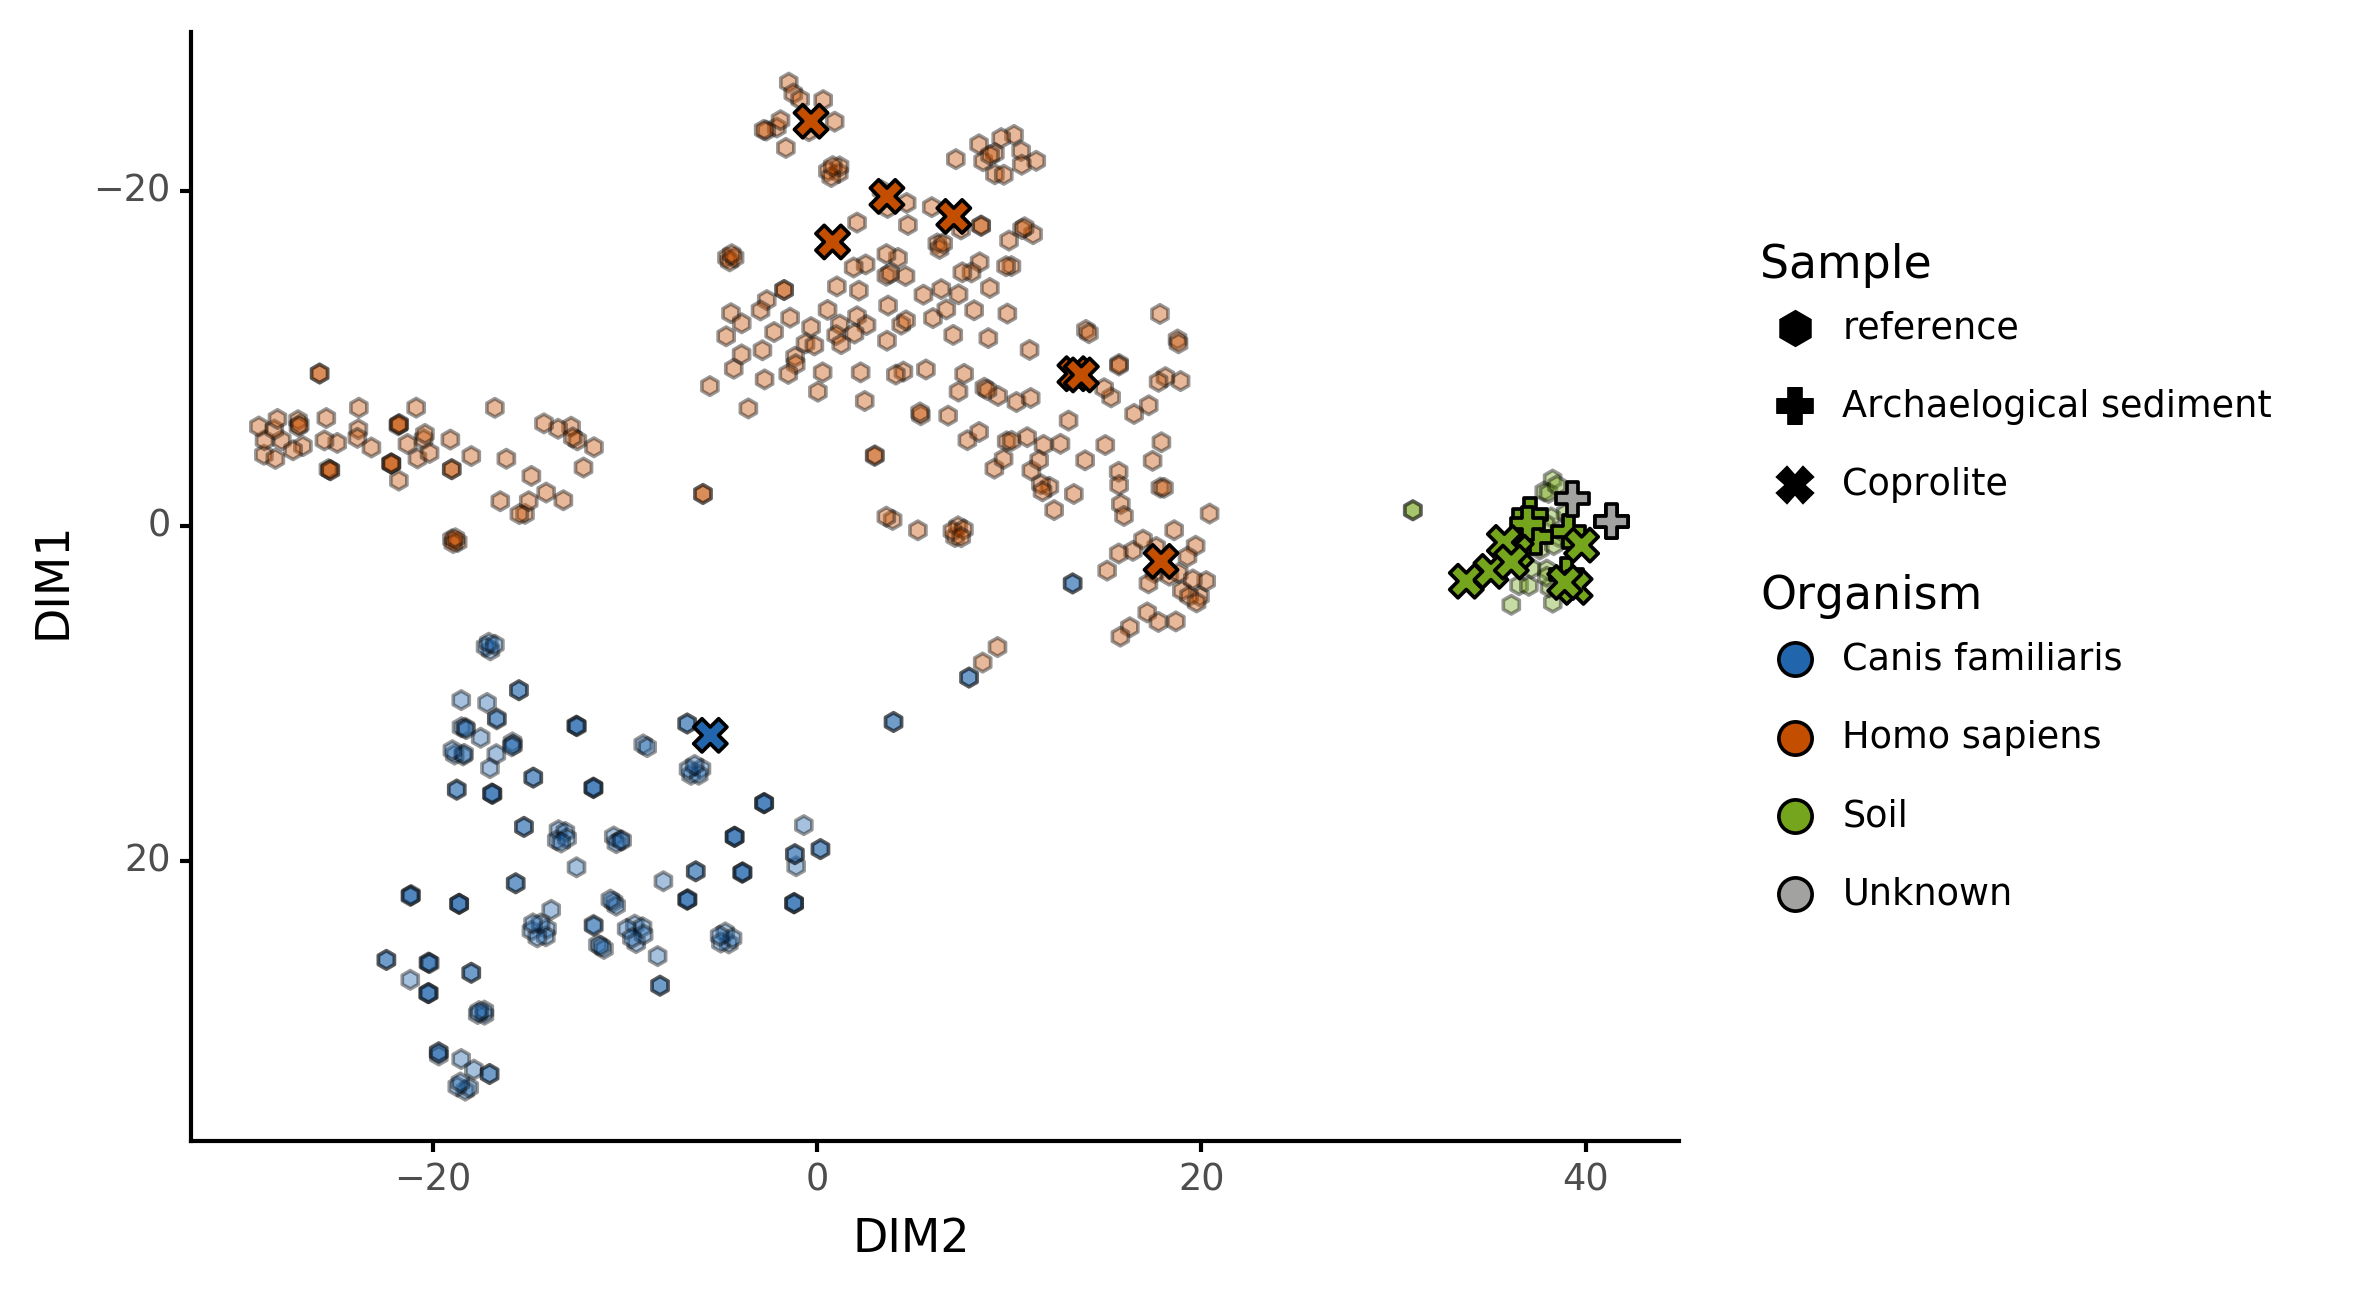 DIM1
−20
0
20
−20
0
20
40
DIM2
Sample
reference
Archaelogical sediment
Coprolite
Organism
Canis familiaris
Homo sapiens
Soil
Unknown